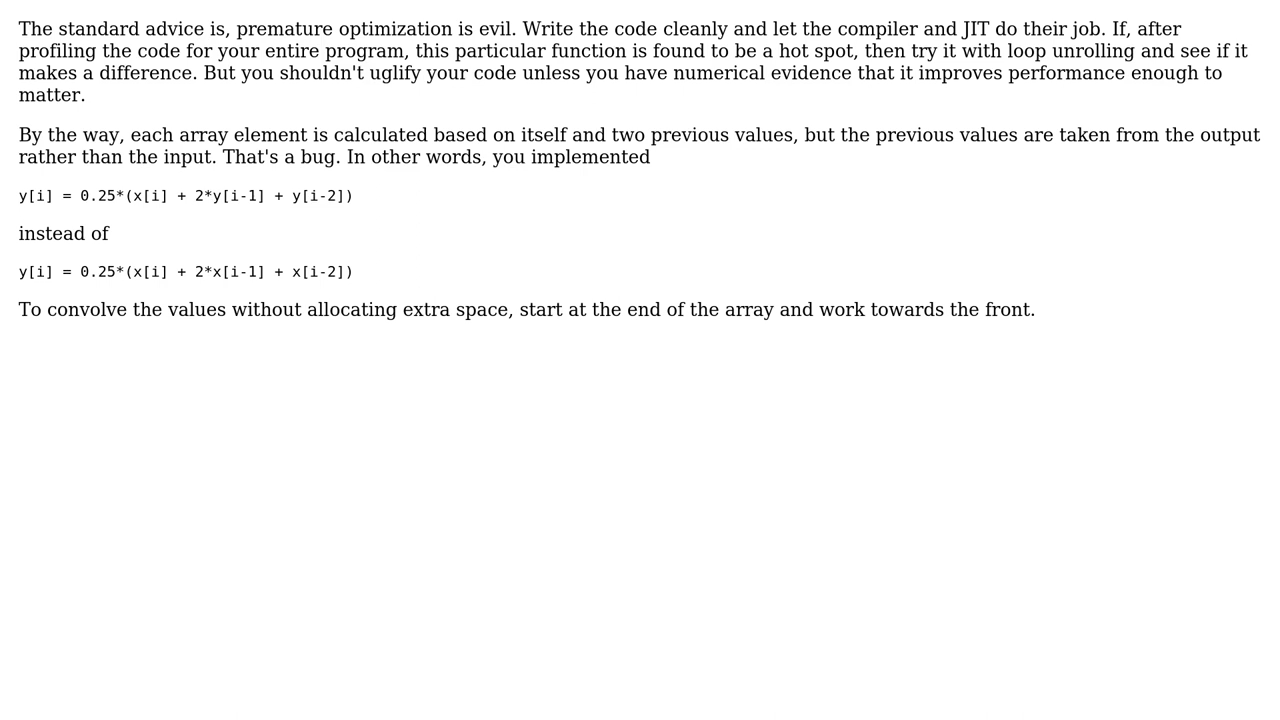 The standard advice is, premature optimization is evil. Write the code cleanly and let the compiler and JIT do their job. If, after
profiling the code for your entire program, this particular function is found to be a hot spot, then try it with loop unrolling and see if it
makes a difference. But you shouldn't uglify your code unless you have numerical evidence that it improves performance enough to
matter.
By the way, each array element is calculated based on itself and two previous values, but the previous values are taken from the output
rather than the input. That's a bug. In other words, you implemented
y[i] = 0.25*(x[i] + 2*y[i-1] + y[i-2])
instead of
y[i] = 0.25*(x[i] + 2*x[i-1] + x[i-2])
To convolve the values without allocating extra space, start at the end of the array and work towards the front.